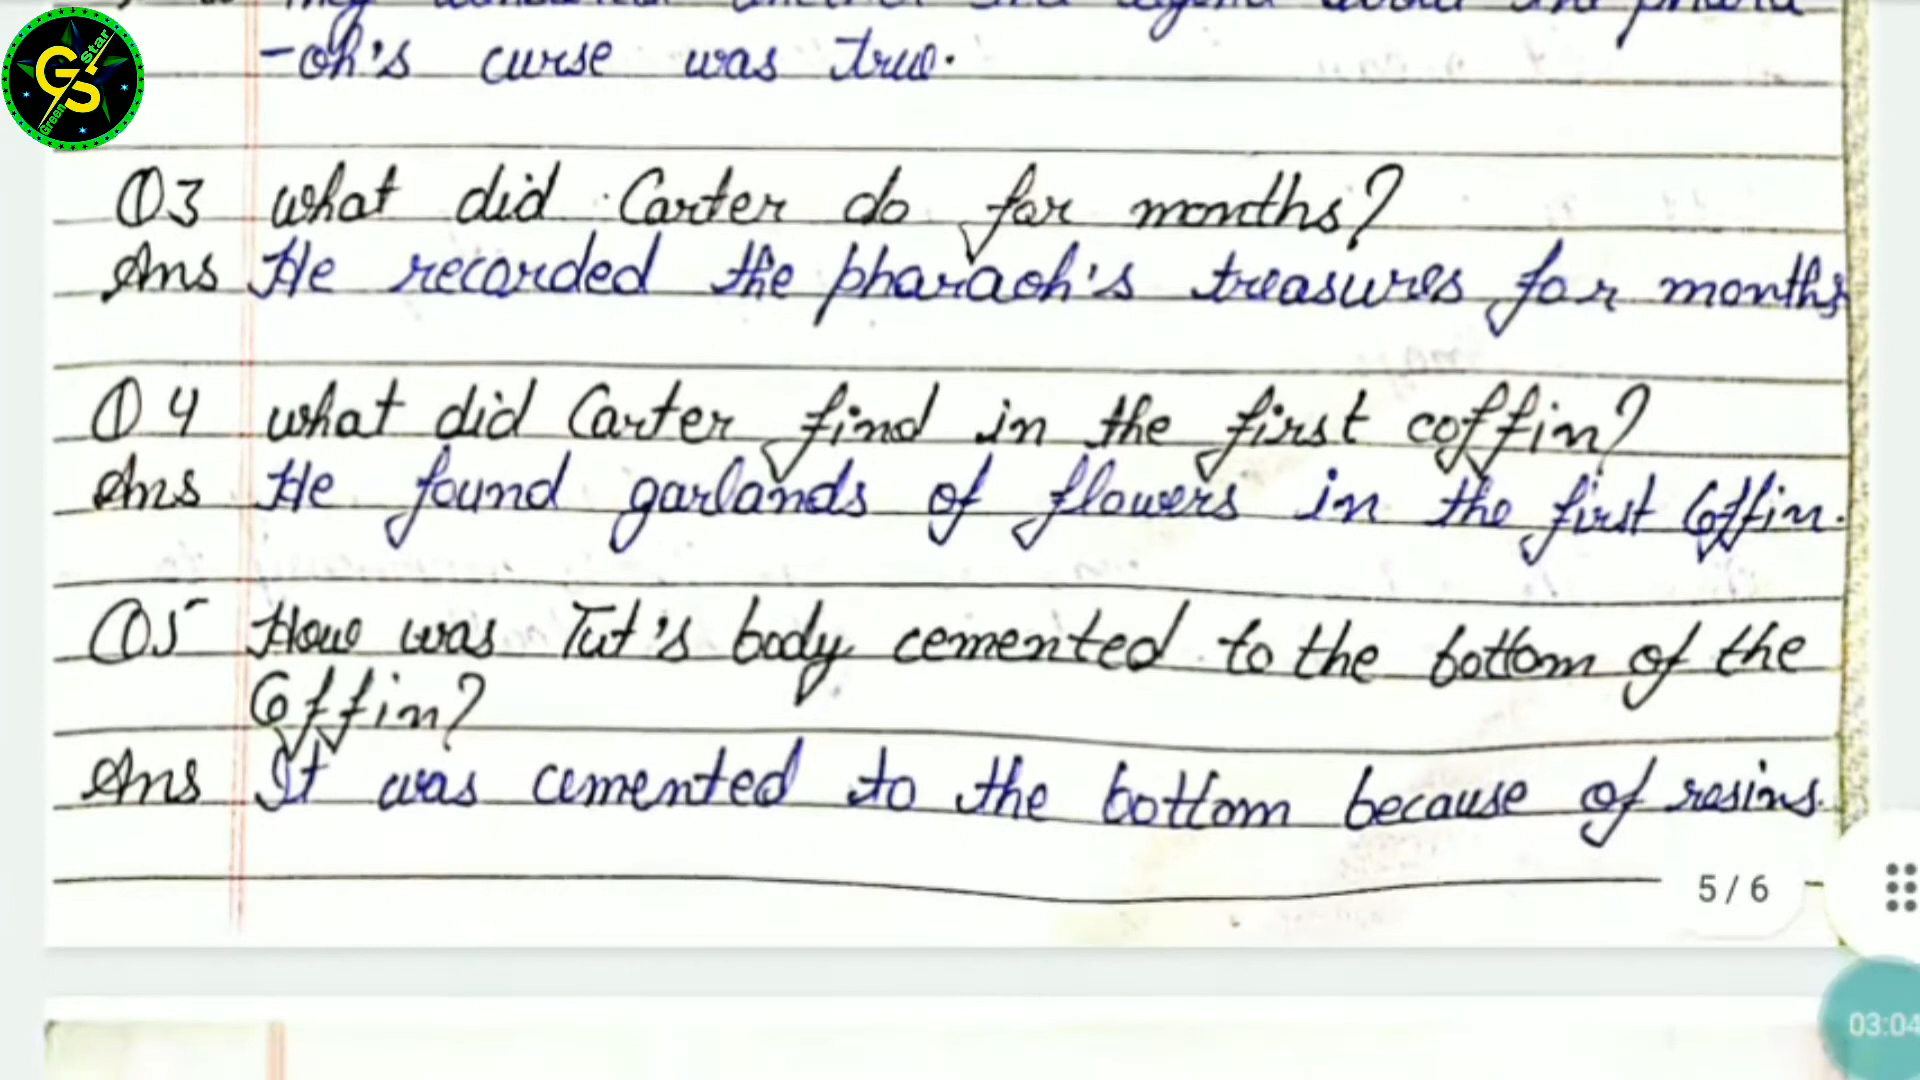 Green Star
GS
-oh's curse was true.
Q3 what did Carter do for months?
Ans He recorded the pharaoh's treasures for months
Q4 what did Carter find in the first coffin?
Ans He found garlands of flowers in the first Coffin.
Q5 How was Tut's body cemented to the bottom of the
Coffin?
Ans It was cemented to the bottom because of resins.
5 / 6
03:04